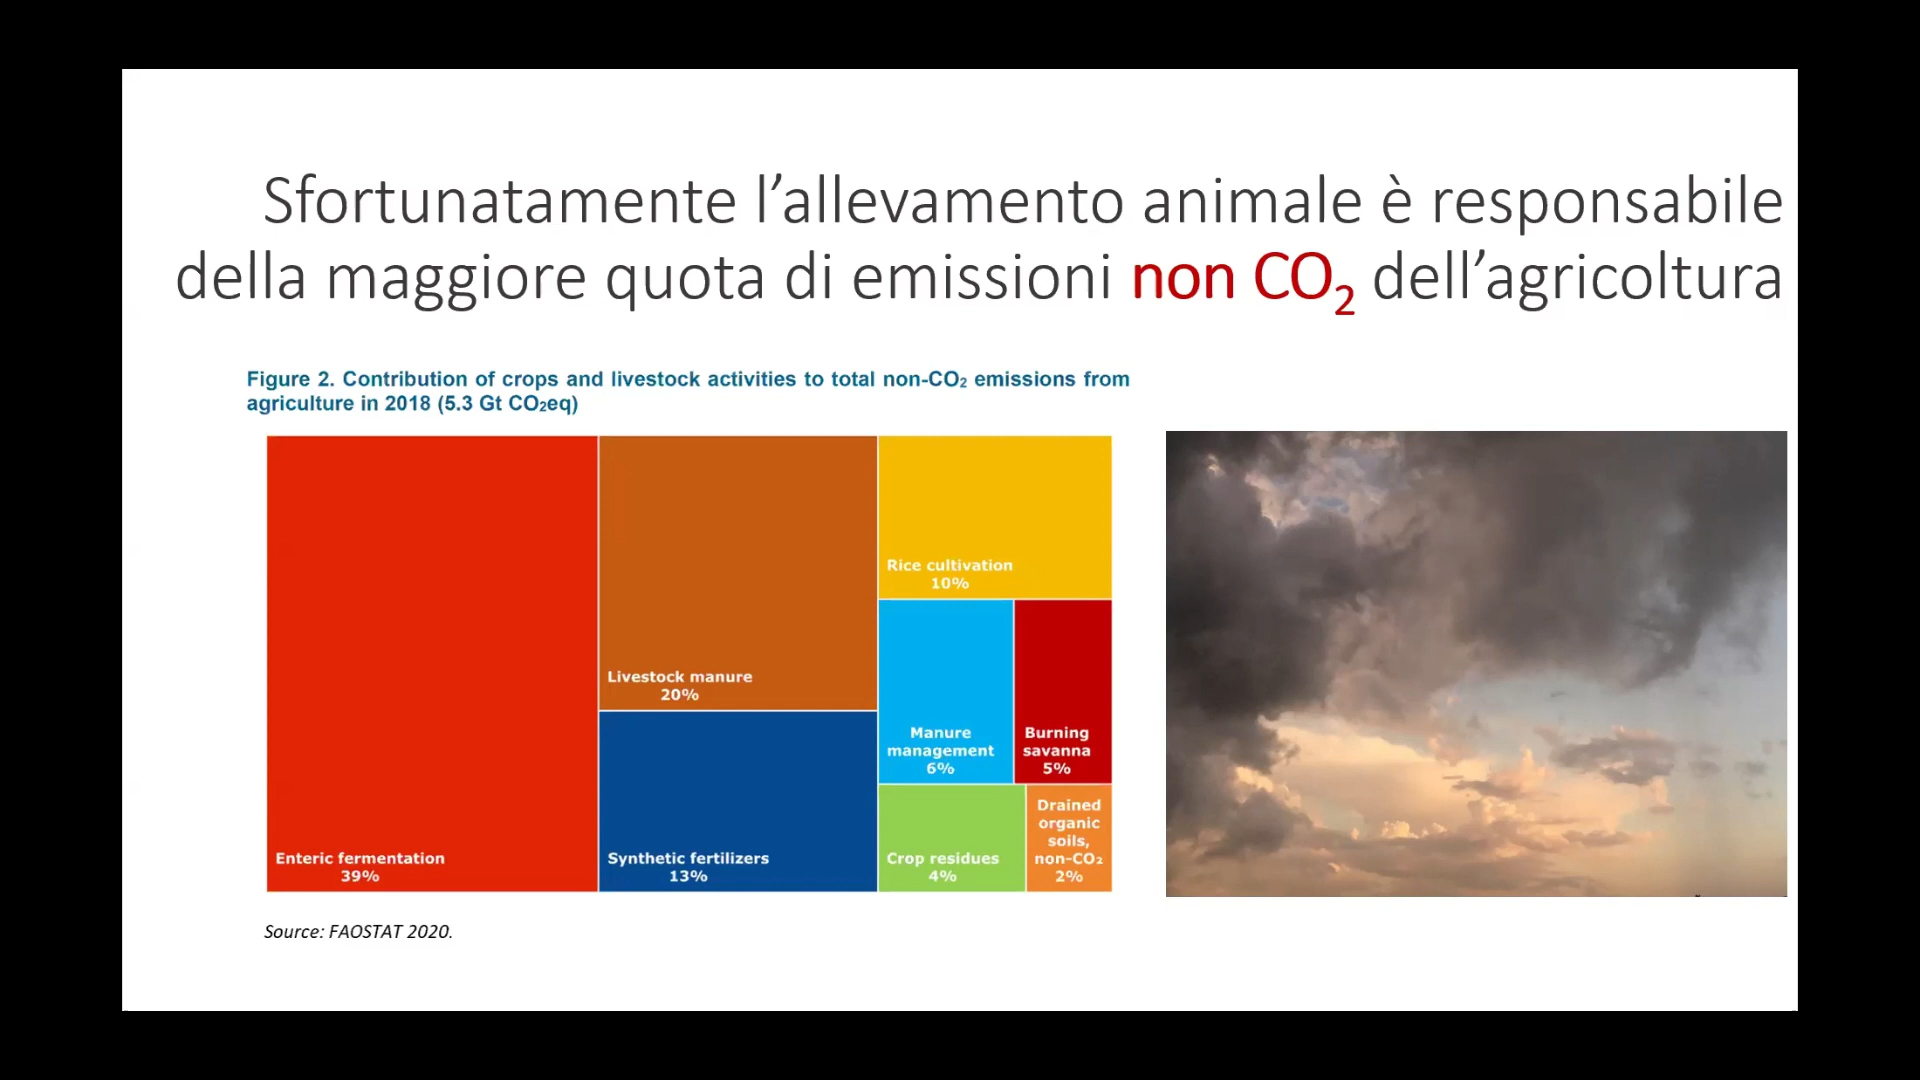 Sfortunatamente l’allevamento animale è responsabile
della maggiore quota di emissioni non CO₂ dell’agricoltura
Figure 2. Contribution of crops and livestock activities to total non-CO₂ emissions from
agriculture in 2018 (5.3 Gt CO₂eq)
Enteric fermentation
39%
Livestock manure
20%
Synthetic fertilizers
13%
Rice cultivation
10%
Manure
management
6%
Burning
savanna
5%
Crop residues
4%
Drained
organic
soils,
non-CO₂
2%
Source: FAOSTAT 2020.